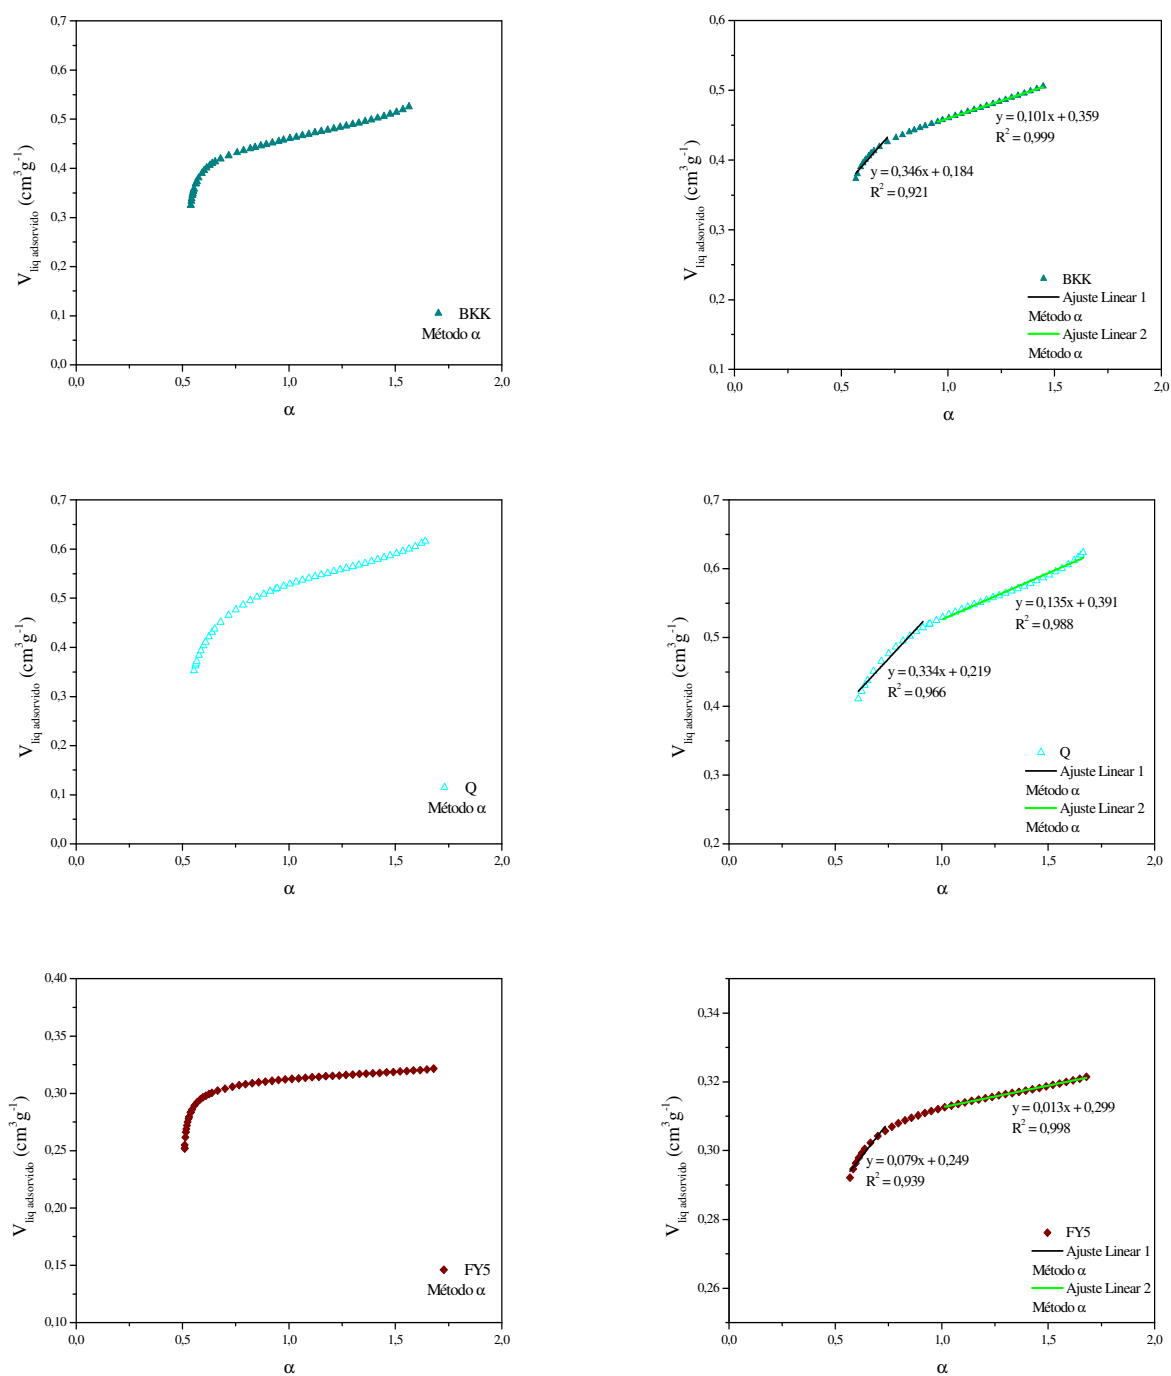 0,7
0,6
0,5
0,4
0,3
0,2
0,1
0,0
V liq adsorvido (cm³g⁻¹)
▲ BKK
Método α
0,0 0,5 1,0 1,5 2,0
α
0,6
0,5
0,4
0,3
0,2
0,1
V liq adsorvido (cm³g⁻¹)
y = 0,101x + 0,359
R² = 0,999
y = 0,346x + 0,184
R² = 0,921
▲ BKK
Ajuste Linear 1
Método α
Ajuste Linear 2
Método α
0,0 0,5 1,0 1,5 2,0
α
0,7
0,6
0,5
0,4
0,3
0,2
0,1
0,0
V liq adsorvido (cm³g⁻¹)
△ Q
Método α
0,0 0,5 1,0 1,5 2,0
α
0,7
0,6
0,5
0,4
0,3
0,2
V liq adsorvido (cm³g⁻¹)
y = 0,135x + 0,391
R² = 0,988
y = 0,334x + 0,219
R² = 0,966
△ Q
Ajuste Linear 1
Método α
Ajuste Linear 2
Método α
0,0 0,5 1,0 1,5 2,0
α
0,40
0,35
0,30
0,25
0,20
0,15
0,10
V liq adsorvido (cm³g⁻¹)
◆ FY5
Método α
0,0 0,5 1,0 1,5 2,0
α
0,34
0,32
0,30
0,28
0,26
V liq adsorvido (cm³g⁻¹)
y = 0,013x + 0,299
R² = 0,998
y = 0,079x + 0,249
R² = 0,939
◆ FY5
Ajuste Linear 1
Método α
Ajuste Linear 2
Método α
0,0 0,5 1,0 1,5 2,0
α